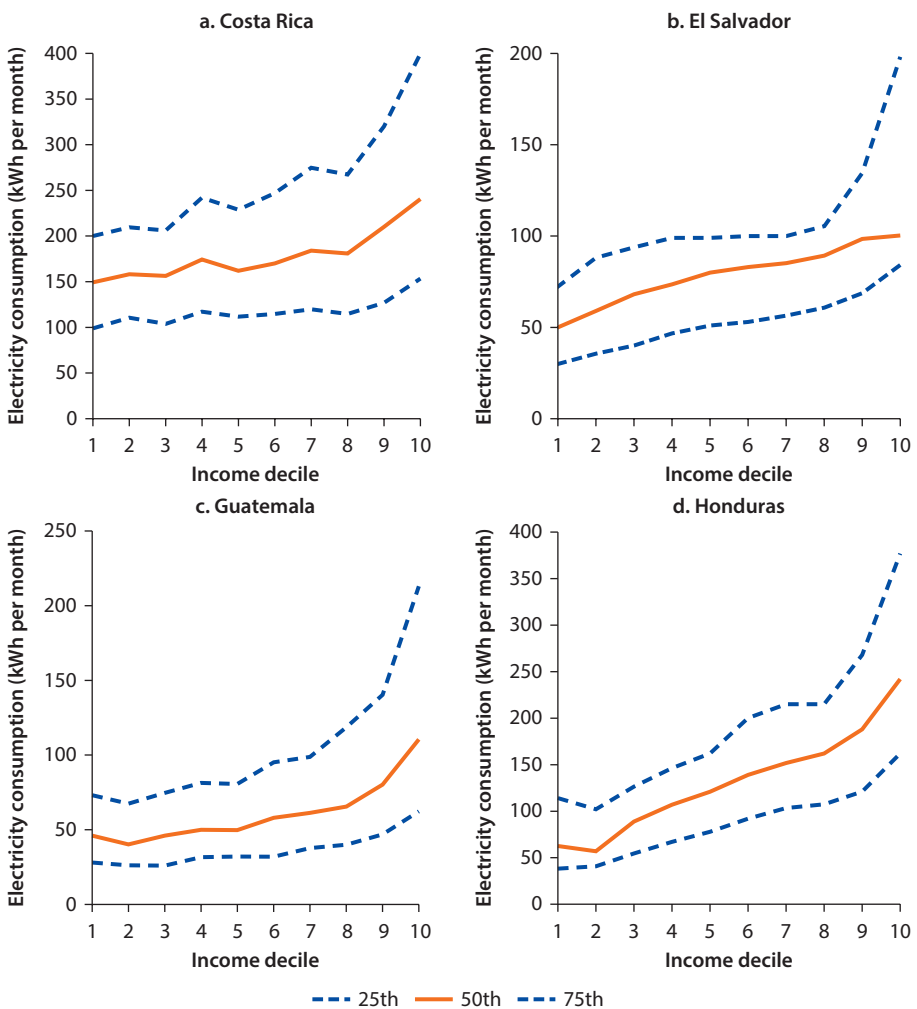 a. Costa Rica
Electricity consumption (kWh per month)
400
350
300
250
200
150
100
50
0
1 2 3 4 5 6 7 8 9 10
Income decile
b. El Salvador
Electricity consumption (kWh per month)
200
150
100
50
0
1 2 3 4 5 6 7 8 9 10
Income decile
c. Guatemala
Electricity consumption (kWh per month)
250
200
150
100
50
0
1 2 3 4 5 6 7 8 9 10
Income decile
d. Honduras
Electricity consumption (kWh per month)
400
350
300
250
200
150
100
50
0
1 2 3 4 5 6 7 8 9 10
Income decile
25th 50th 75th